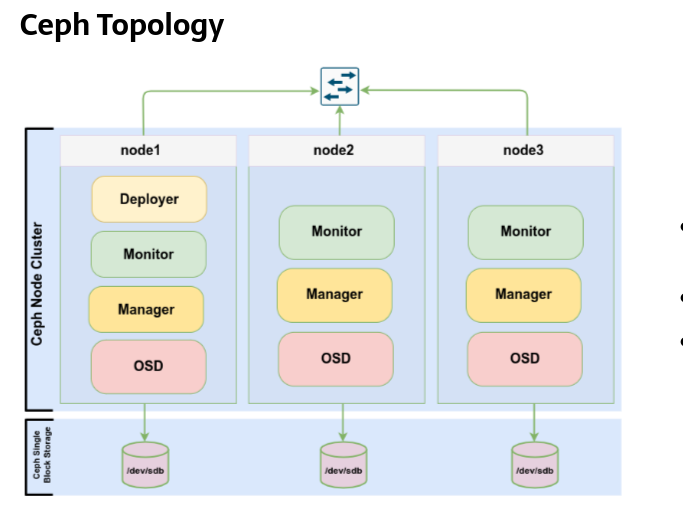 Ceph Topology
node1
node2
node3
Ceph Node Cluster
Deployer
Monitor
Manager
OSD
Monitor
Manager
OSD
Monitor
Manager
OSD
Ceph Single
Block Storage
/dev/sdb
/dev/sdb
/dev/sdb